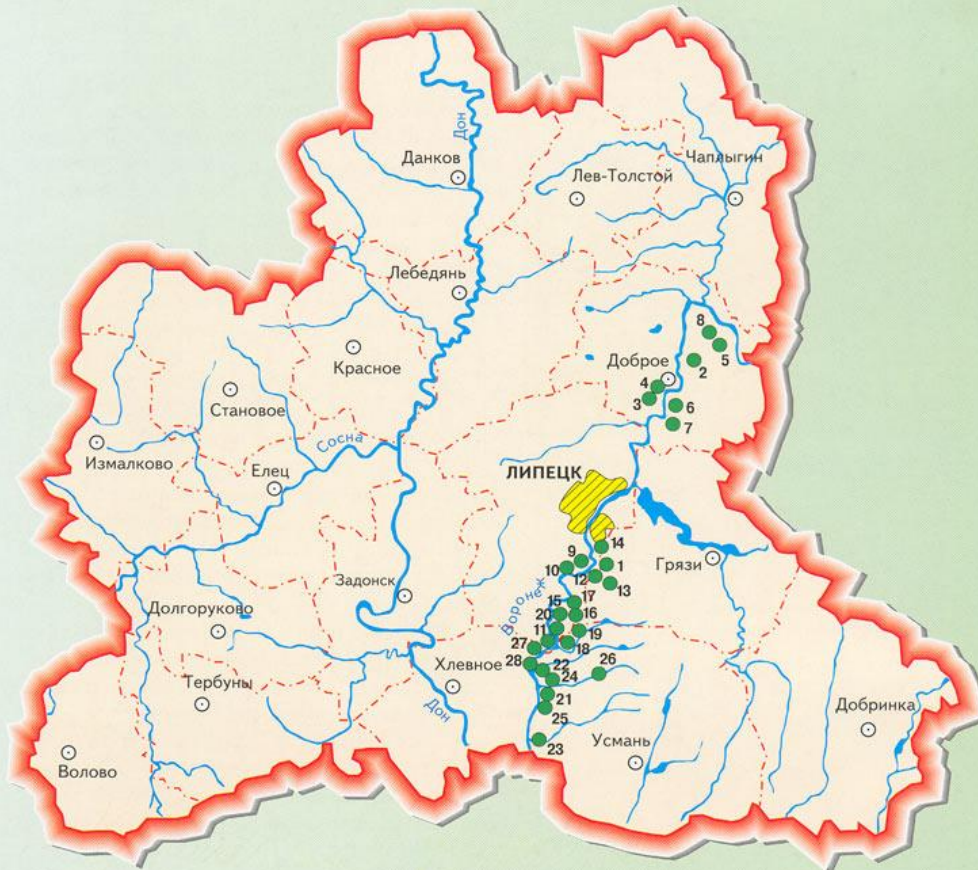 Дон
Данков
Лев-Толстой
Чаплыгин
Лебедянь
8
5
Красное
Доброе
2
4
3
6
7
Становое
Сосна
Измалково
Елец
ЛИПЕЦК
14
9
1
Грязи
10
12
13
Задонск
Воронеж
17
15
20
16
Долгоруково
11
19
27
18
28
22
26
Хлевное
24
Тербуны
21
Дон
25
Добринка
23
Усмань
Волово